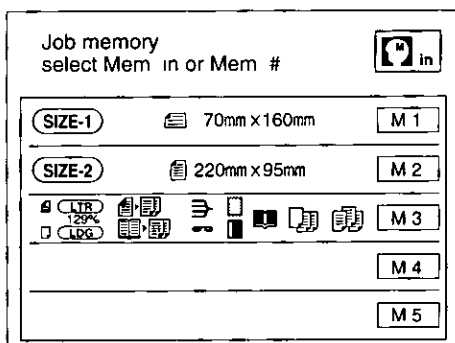 Job memory
select Mem in or Mem #
M in
SIZE-1 70mm×160mm M 1
SIZE-2 220mm×95mm M 2
LTR
129%
LDG
M 3
M 4
M 5